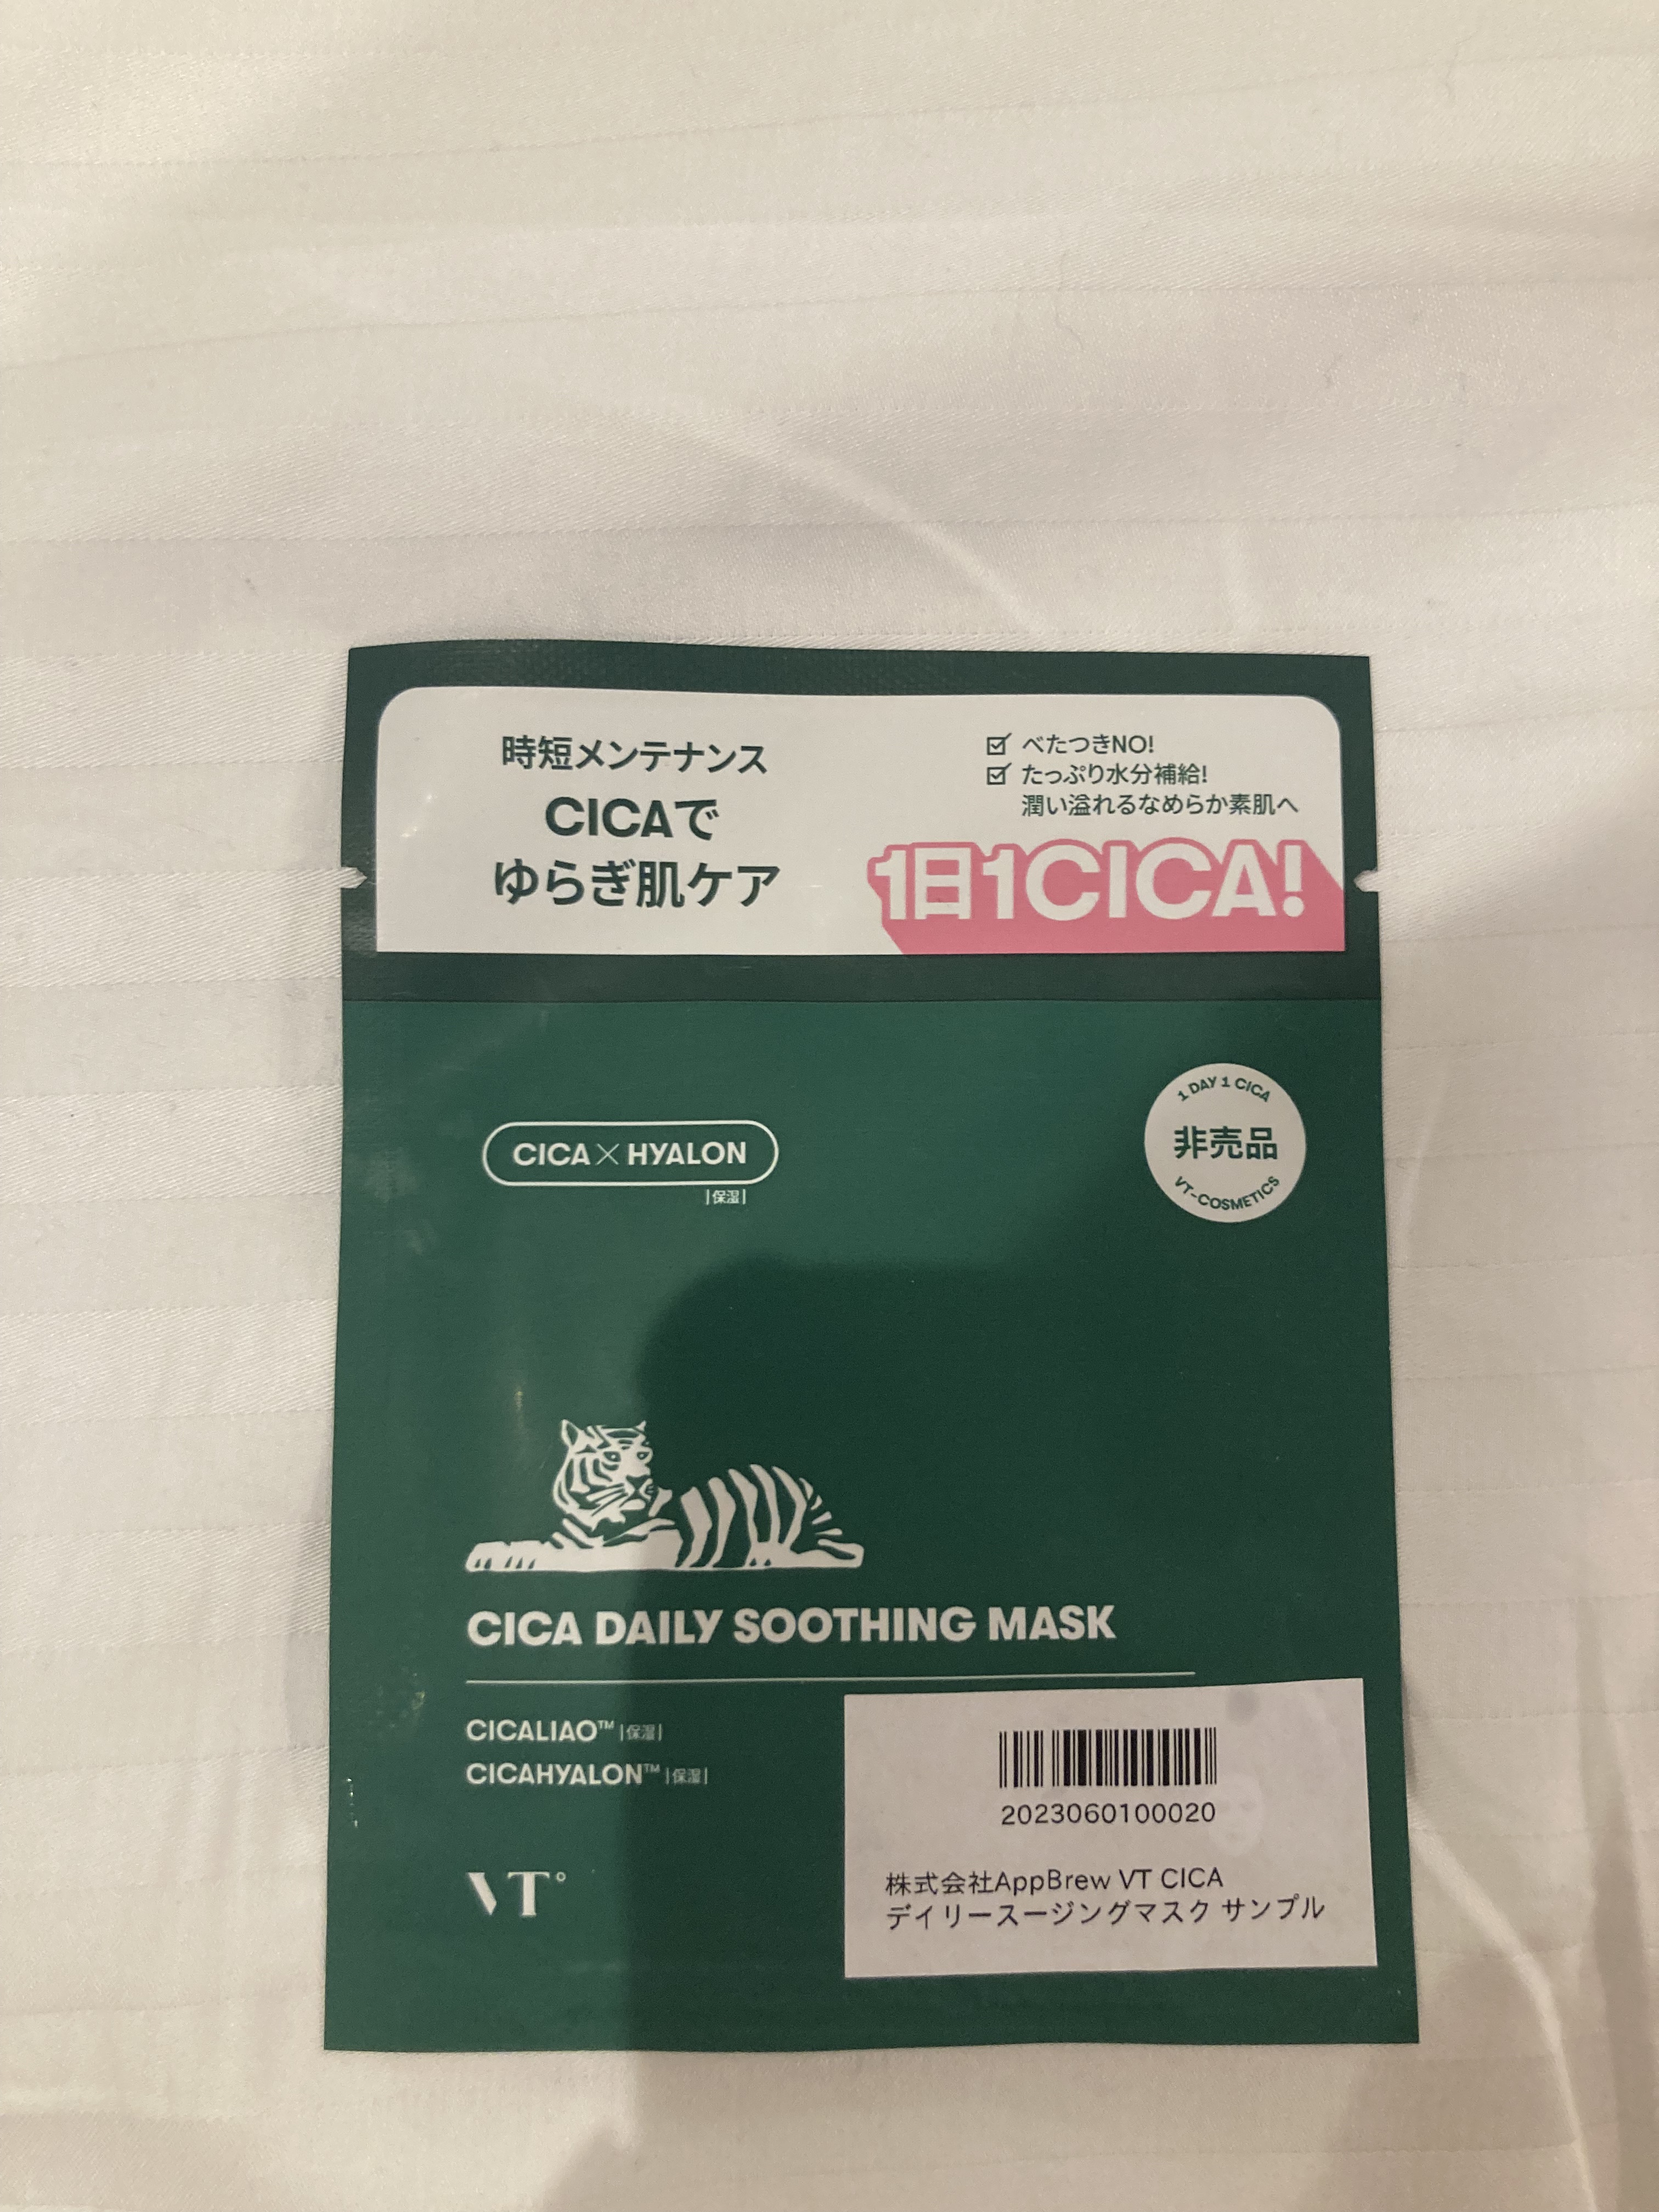 時短メンテナンス
CICAで
ゆらぎ肌ケア
べたつきNO!
たっぷり水分補給!
潤い溢れるなめらか素肌へ
1日1CICA!
CICA×HYALON
|保湿|
1 DAY 1 CICA
非売品
VT-COSMETICS
CICA DAILY SOOTHING MASK
CICALIAO™ |保湿|
CICAHYALON™ |保湿|
VT°
2023060100020
株式会社AppBrew VT CICA
デイリースージングマスク サンプル